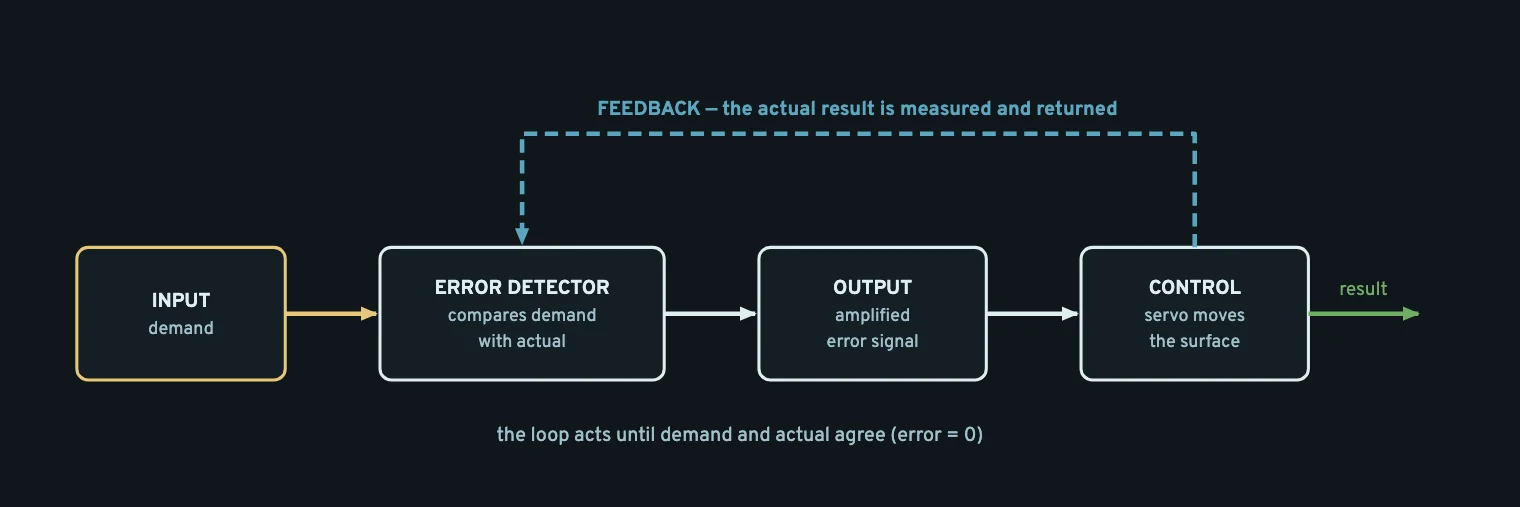 FEEDBACK — the actual result is measured and returned
INPUT
demand
ERROR DETECTOR
compares demand
with actual
OUTPUT
amplified
error signal
CONTROL
servo moves
the surface
result
the loop acts until demand and actual agree (error = 0)